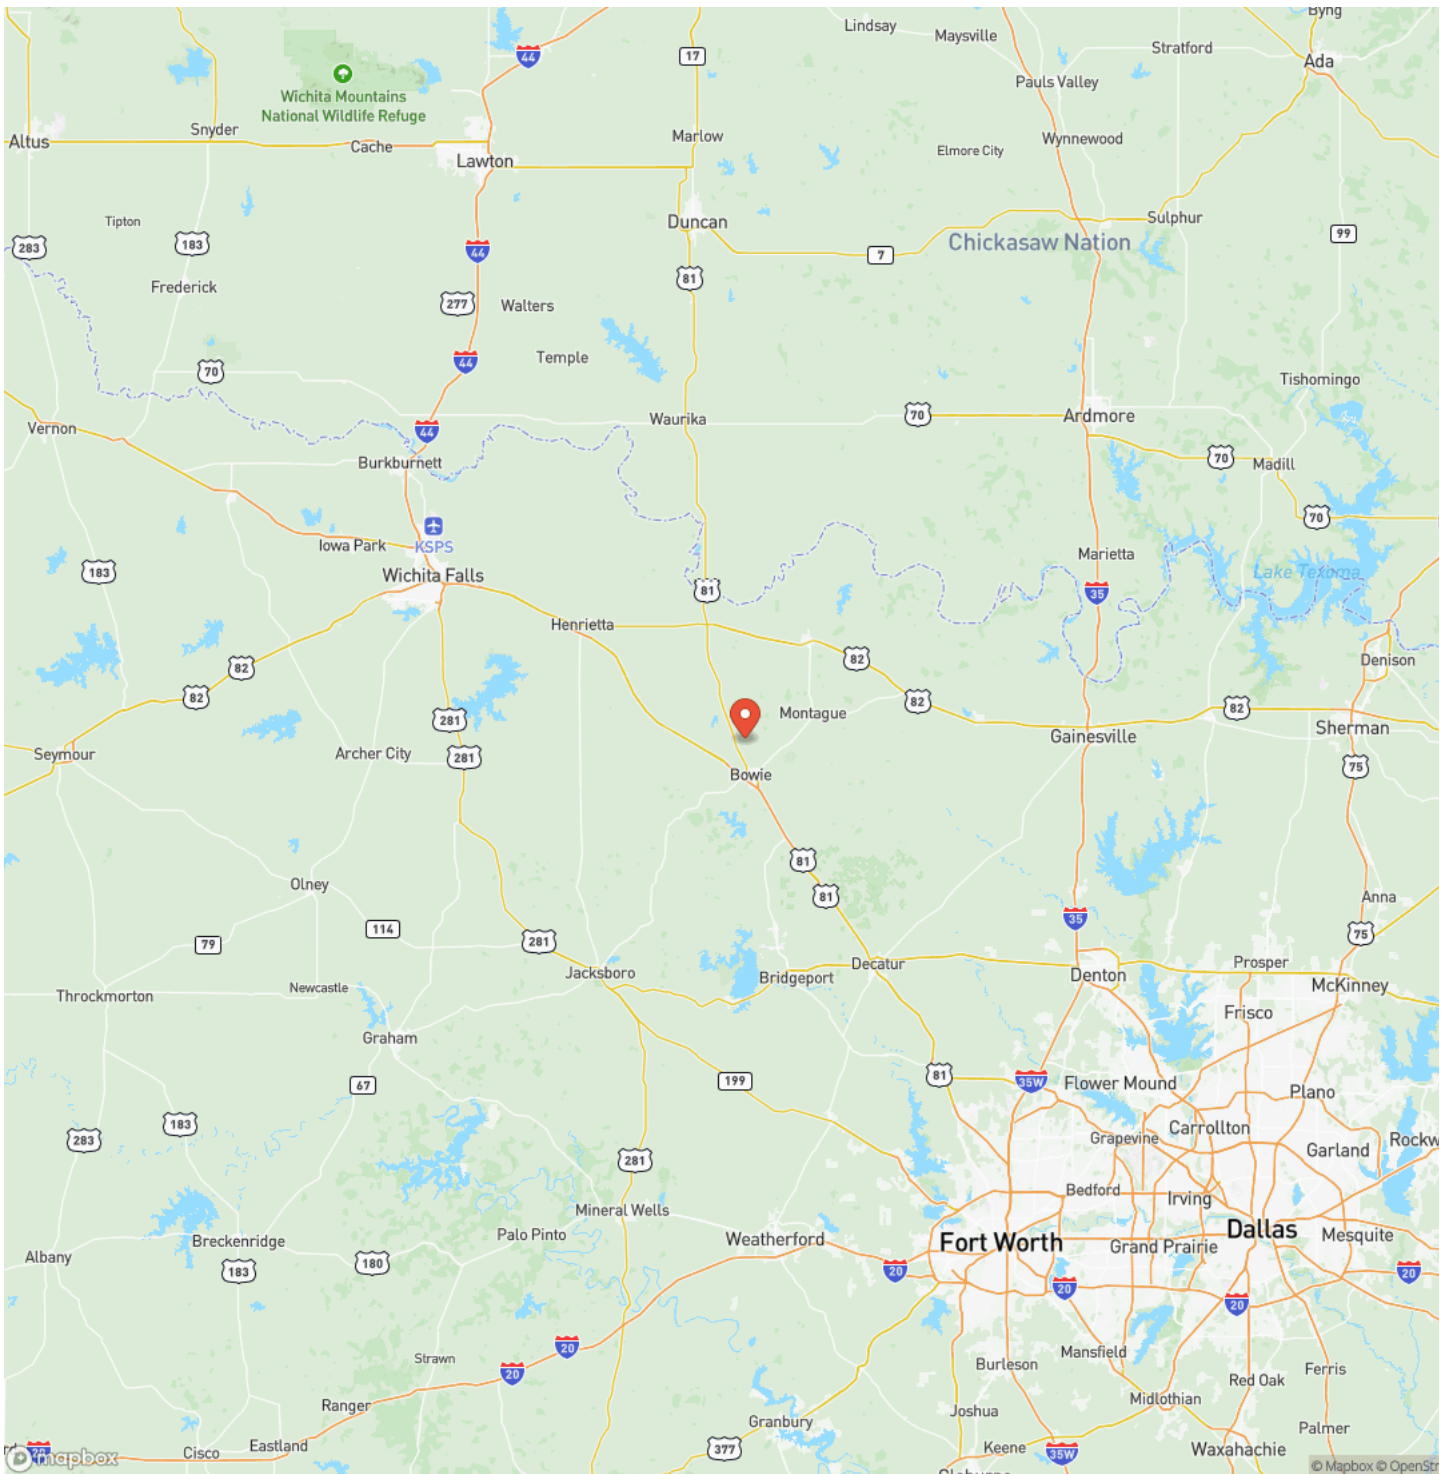 Byng
Lindsay
Maysville
Stratford
44
17
Ada
Pauls Valley
Wichita Mountains
National Wildlife Refuge
Snyder
Altus
Cache
Lawton
Marlow
Elmore City
Wynnewood
Tipton
Duncan
Sulphur
283
183
44
Chickasaw Nation
99
7
81
Frederick
277
Walters
44
Temple
70
Tishomingo
Vernon
44
Waurika
70
Ardmore
Burkburnett
70
Madill
70
KSPS
Iowa Park
Marietta
183
Wichita Falls
Lake Texoma
81
35
Henrietta
82
82
Denison
82
281
Montague
82
82
Sherman
Seymour
Archer City
281
Gainesville
75
Bowie
81
Olney
81
Anna
35
114
79
281
75
Jacksboro
Bridgeport
Decatur
Denton
Prosper
McKinney
Throckmorton
Newcastle
Frisco
Graham
67
199
81
35W
Flower Mound
Plano
183
283
Carrollton
Grapevine
Rockw
Garland
281
Bedford
Irving
Mineral Wells
Palo Pinto
Weatherford
Fort Worth
Grand Prairie
Dallas
Mesquite
Breckenridge
Albany
183
180
20
20
20
20
20
Strawn
20
Burleson
Mansfield
Ferris
Red Oak
Ranger
Joshua
Midlothian
Granbury
Palmer
Eastland
Cisco
377
Keene
35W
Waxahachie
20
mapbox
Cleburne
© Mapbox © OpenStr